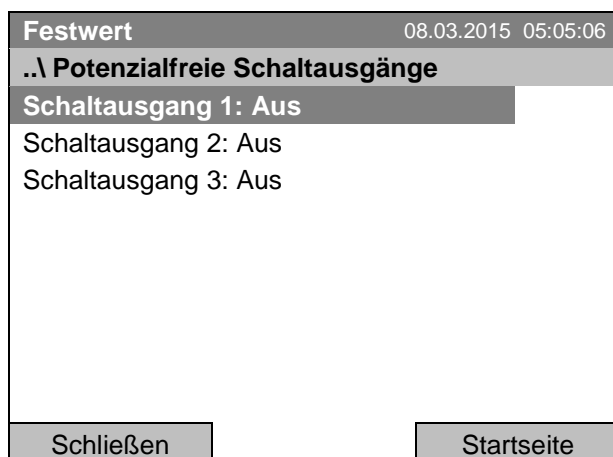 Festwert 08.03.2015 05:05:06
..\ Potenzialfreie Schaltausgänge
Schaltausgang 1: Aus
Schaltausgang 2: Aus
Schaltausgang 3: Aus
Schließen Startseite